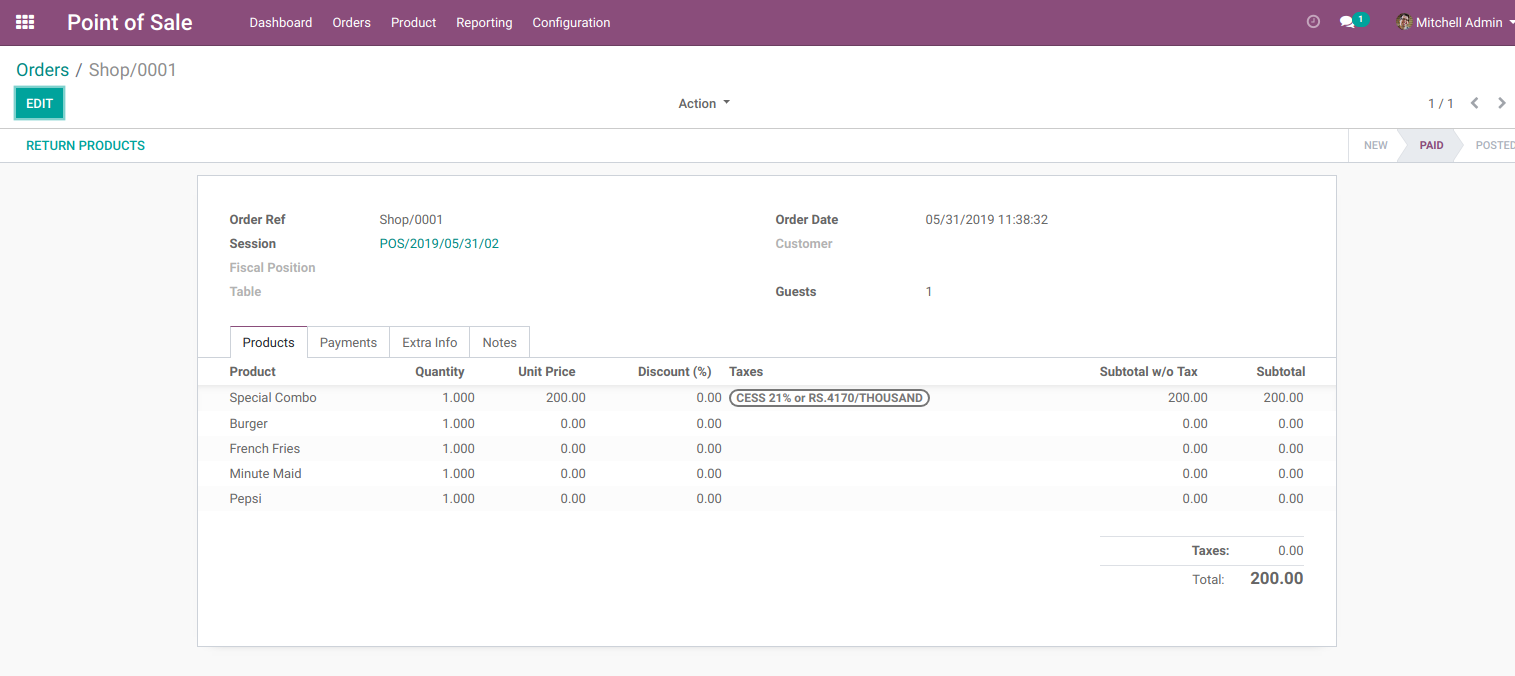 Point of Sale Dashboard Orders Product Reporting Configuration 1 Mitchell Admin
Orders / Shop/0001
EDIT Action 1 / 1
RETURN PRODUCTS NEW PAID POSTED
Order Ref Shop/0001 Order Date 05/31/2019 11:38:32
Session POS/2019/05/31/02 Customer
Fiscal Position
Table Guests 1
Products Payments Extra Info Notes
Product Quantity Unit Price Discount (%) Taxes Subtotal w/o Tax Subtotal
Special Combo 1.000 200.00 0.00 CESS 21% or RS.4170/THOUSAND 200.00 200.00
Burger 1.000 0.00 0.00 0.00 0.00
French Fries 1.000 0.00 0.00 0.00 0.00
Minute Maid 1.000 0.00 0.00 0.00 0.00
Pepsi 1.000 0.00 0.00 0.00 0.00
Taxes: 0.00
Total: 200.00